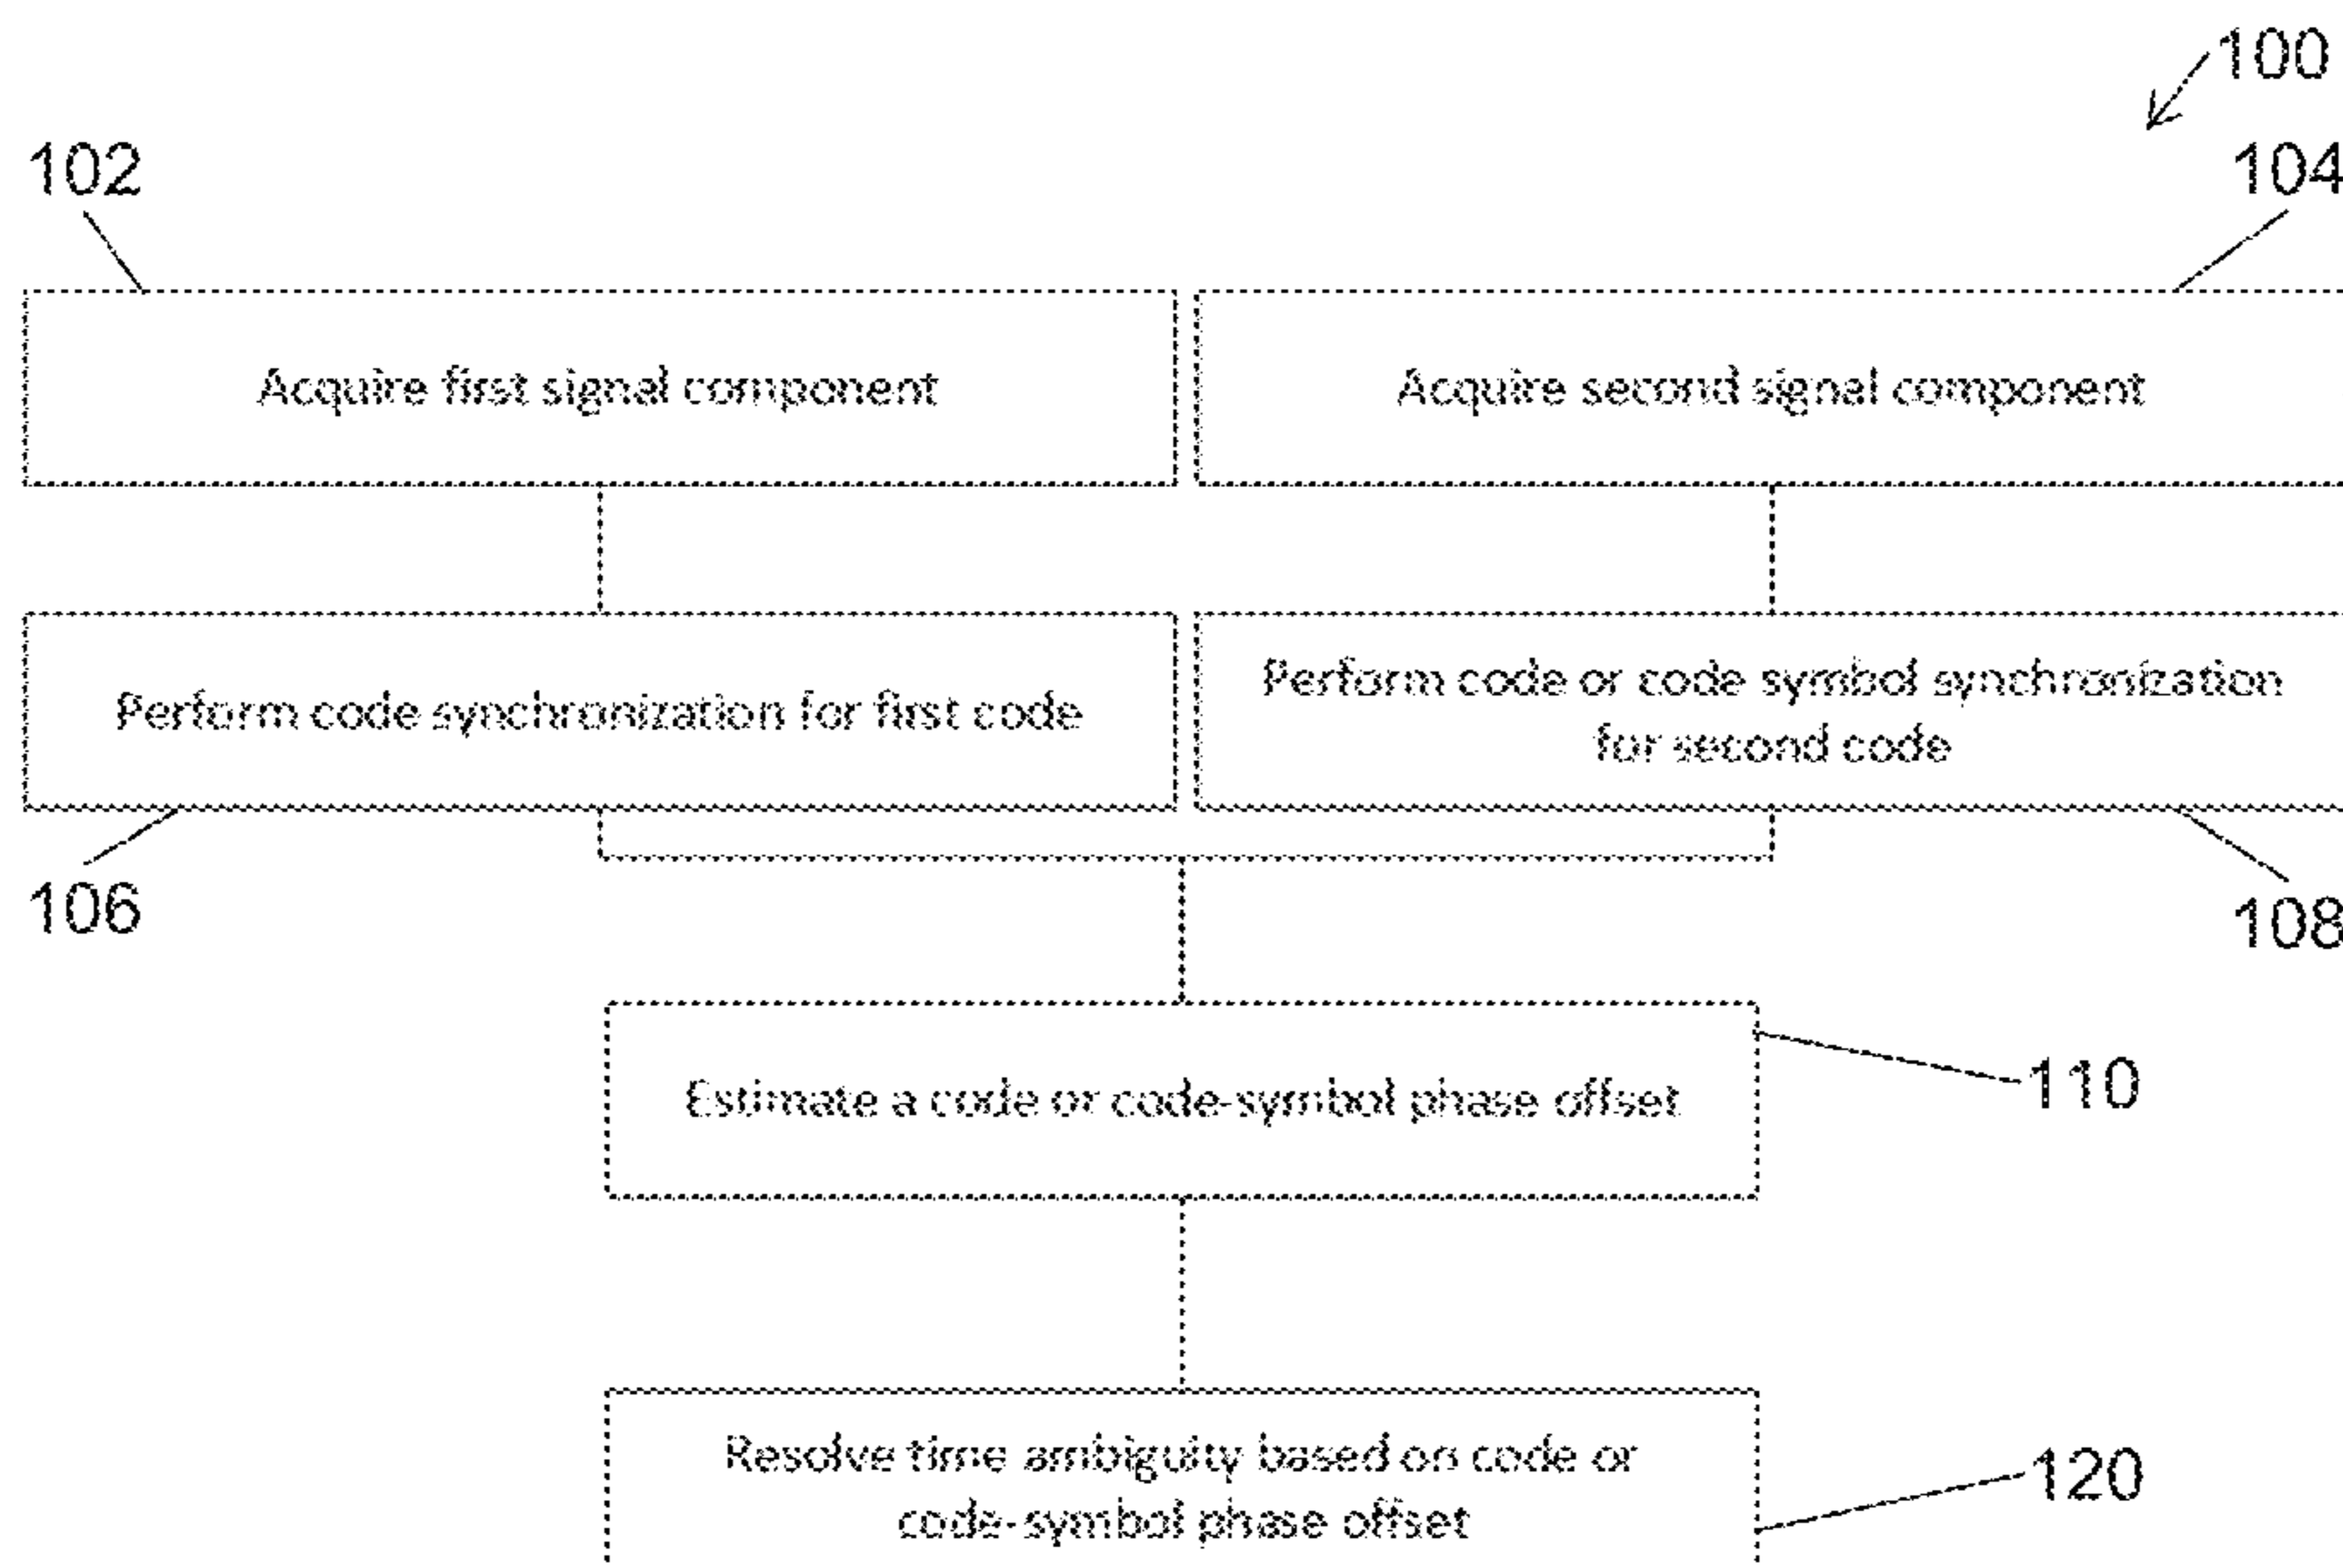 100
102
104
Acquire first signal component
Acquire second signal component
Perform code synchronization for first code
Perform code or code symbol synchronization
for second code
106
108
Estimate a code or code-symbol phase offset
110
Resolve time ambiguity based on code or
code-symbol phase offset
120